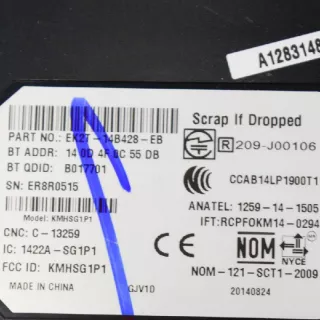 A1283148
Scrap If Dropped
PART NO.: EK2T-14B428-EB
BT ADDR: 14 0D 4F 0C 55 DB
BT QDID: B017701
SN: ER8R0515
Model: KMHSG1P1
CNC: C-13259
IC: 1422A-SG1P1
FCC ID: KMHSG1P1
MADE IN CHINA
GJV10
R 209-J00106
CCAB14LP1900T1
ANATEL: 1259-14-1505
IFT: RCPFOKM14-0294
NOM
NYCE
NOM-121-SCT1-2009
20140824